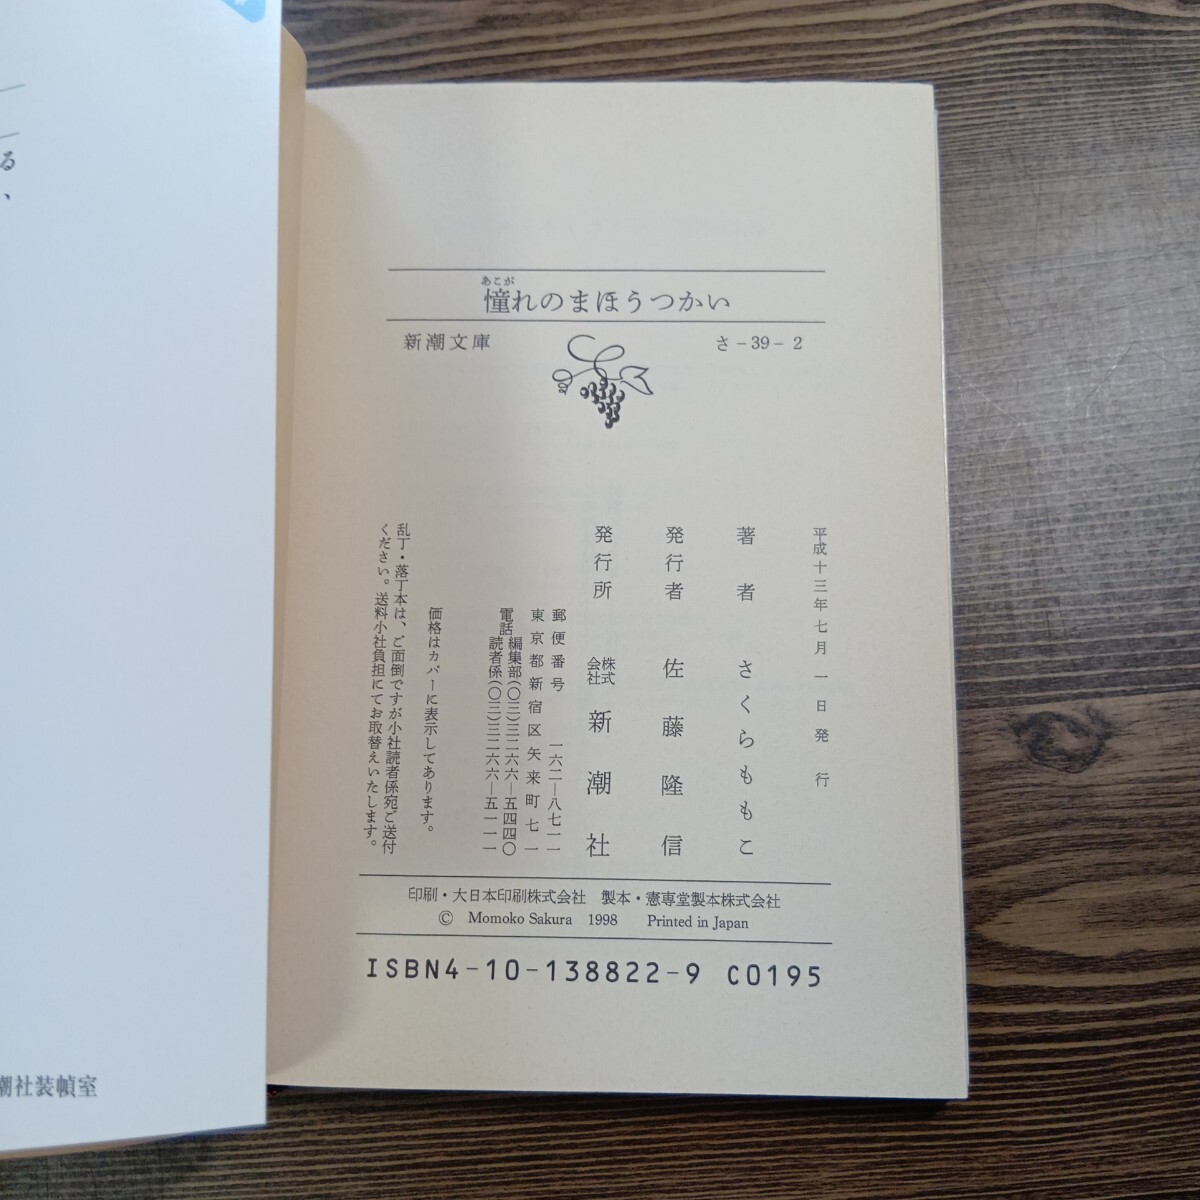 あこが
憧れのまほうつかい
新潮文庫
さ-39-2
平成十三年七月一日発行
著者 さくらももこ
発行者 佐藤隆信
発行所 株式会社 新潮社
郵便番号 一六二―八七一一
東京都新宿区矢来町七一
電話 編集部(〇三)三二六六―五四四〇
読者係(〇三)三二六六―五一一一
価格はカバーに表示してあります。
乱丁・落丁本は、ご面倒ですが小社読者係宛ご送付
ください。送料小社負担にてお取替えいたします。
印刷・大日本印刷株式会社 製本・憲専堂製本株式会社
© Momoko Sakura 1998 Printed in Japan
ISBN4-10-138822-9 C0195
る、
潮社装幀室